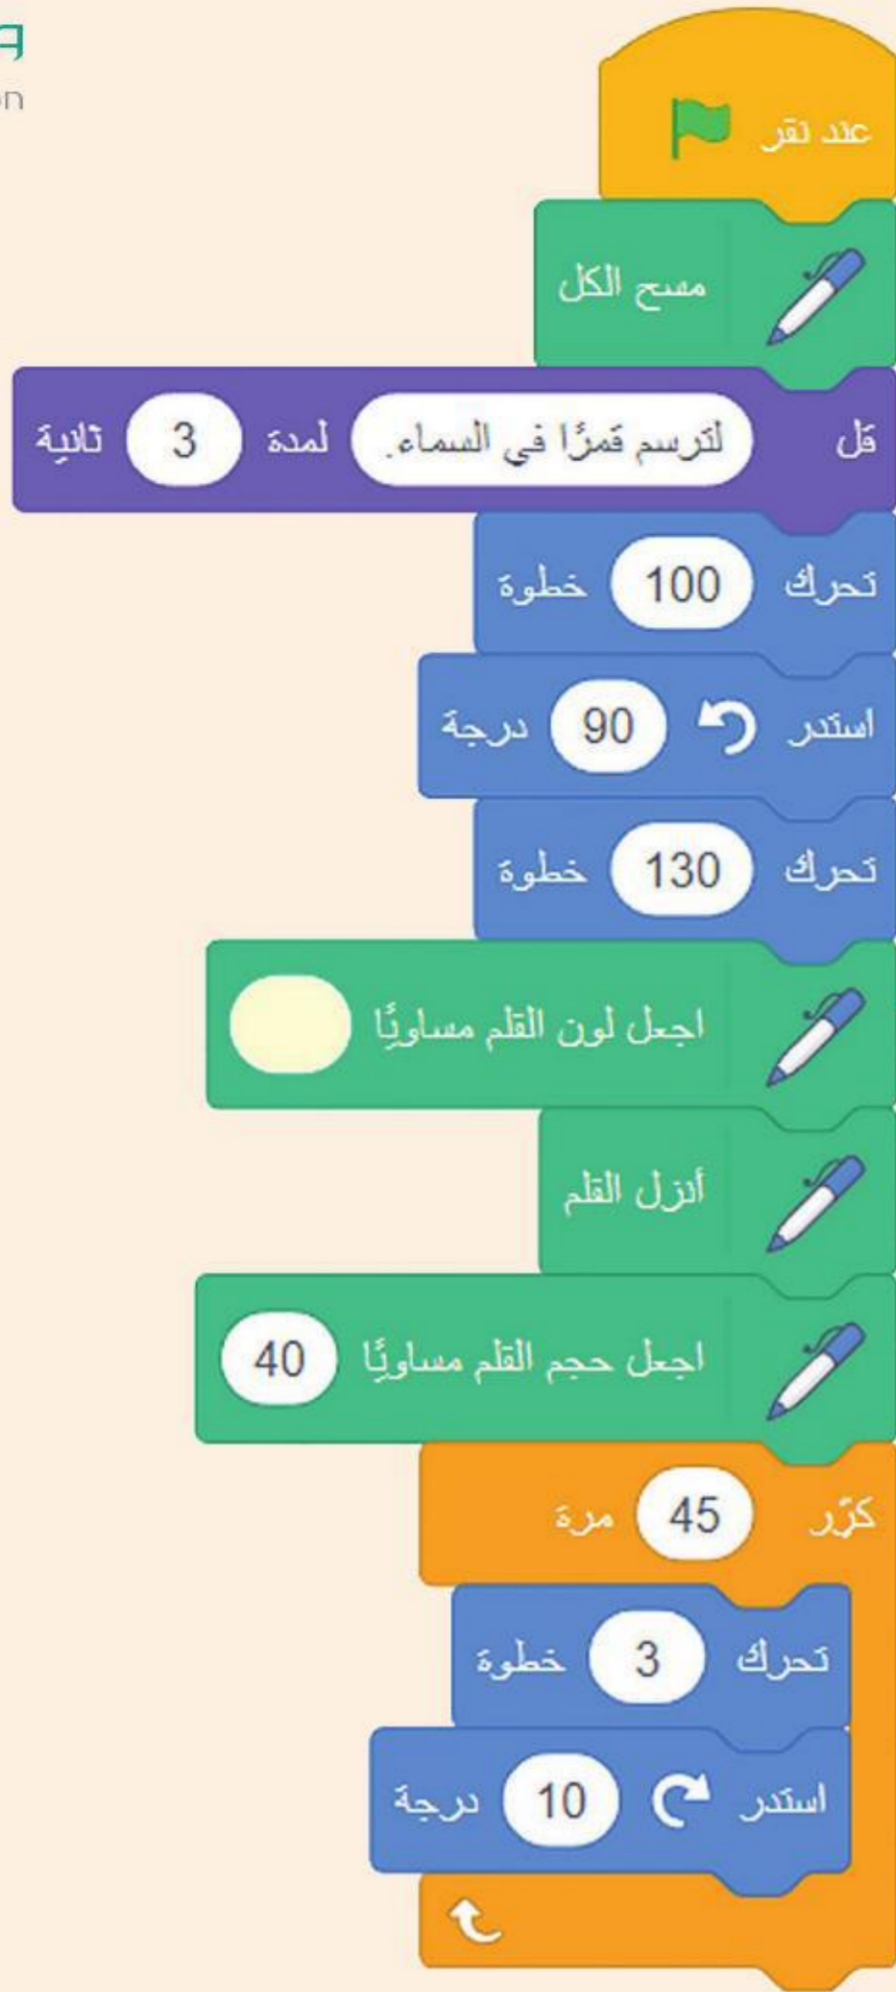 عند نقر
مسح الكل
قل لنرسم قمرًا في السماء. لمدة 3 ثانية
تحرك 100 خطوة
استدر 90 درجة
تحرك 130 خطوة
اجعل لون القلم مساويًا
أنزل القلم
اجعل حجم القلم مساويًا 40
كرّر 45 مرة
تحرك 3 خطوة
استدر 10 درجة